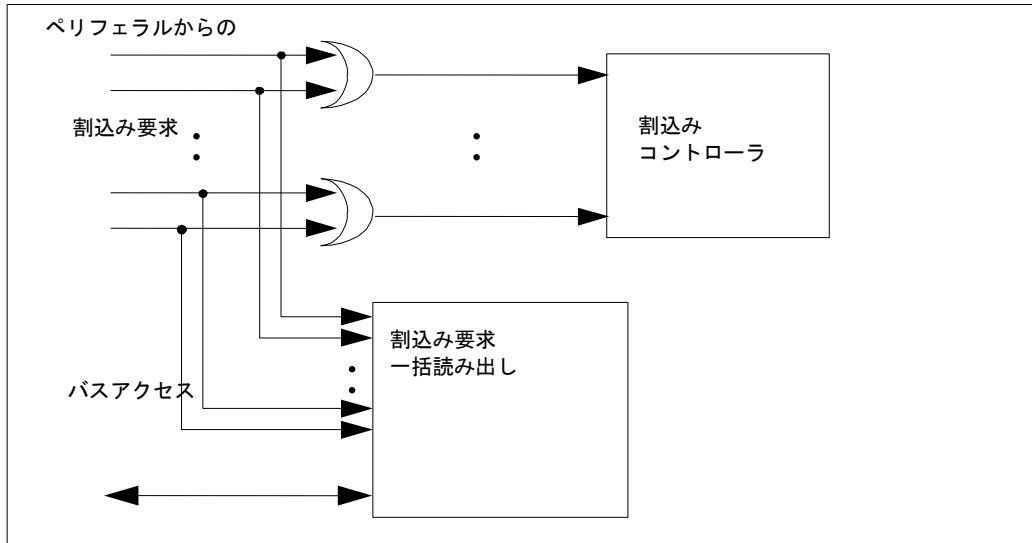 ペリフェラルからの
割込み要求
割込み
コントローラ
割込み要求
一括読み出し
バスアクセス